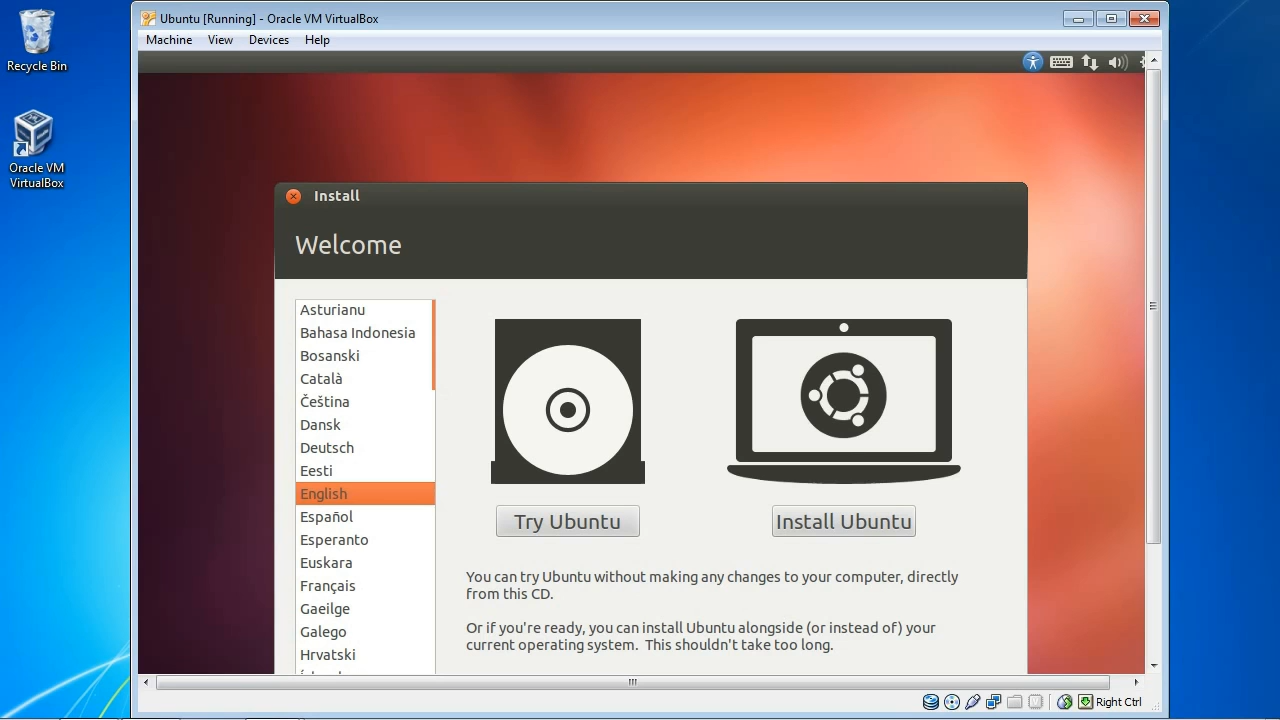 Ubuntu [Running] - Oracle VM VirtualBox
Machine View Devices Help
Recycle Bin
Oracle VM
VirtualBox
Install
Welcome
Asturianu
Bahasa Indonesia
Bosanski
Català
Čeština
Dansk
Deutsch
Eesti
English
Español
Esperanto
Euskara
Français
Gaeilge
Galego
Hrvatski
Try Ubuntu
Install Ubuntu
You can try Ubuntu without making any changes to your computer, directly
from this CD.
Or if you're ready, you can install Ubuntu alongside (or instead of) your
current operating system. This shouldn't take too long.
Right Ctrl